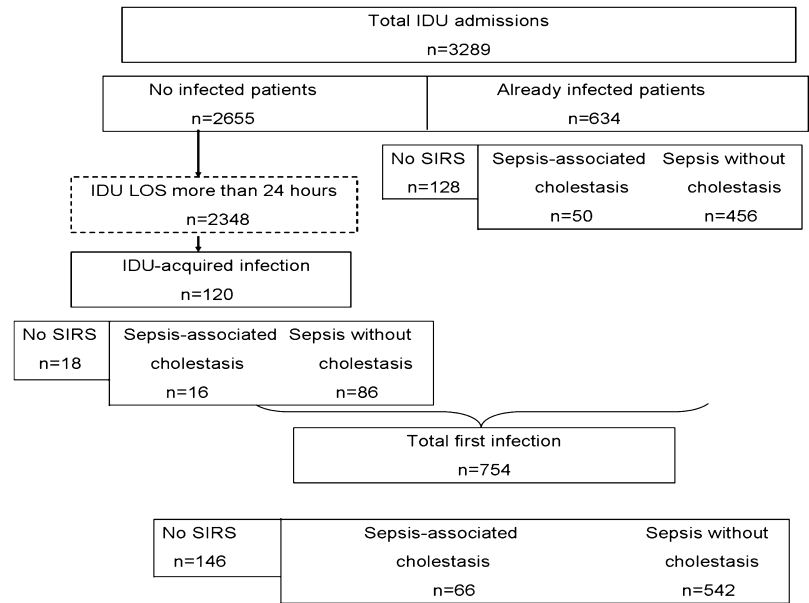 Total IDU admissions
n=3289
No infected patients
n=2655
Already infected patients
n=634
No SIRS
n=128
Sepsis-associated
cholestasis
n=50
Sepsis without
cholestasis
n=456
IDU LOS more than 24 hours
n=2348
IDU-acquired infection
n=120
No SIRS
n=18
Sepsis-associated
cholestasis
n=16
Sepsis without
cholestasis
n=86
Total first infection
n=754
No SIRS
n=146
Sepsis-associated
cholestasis
n=66
Sepsis without
cholestasis
n=542